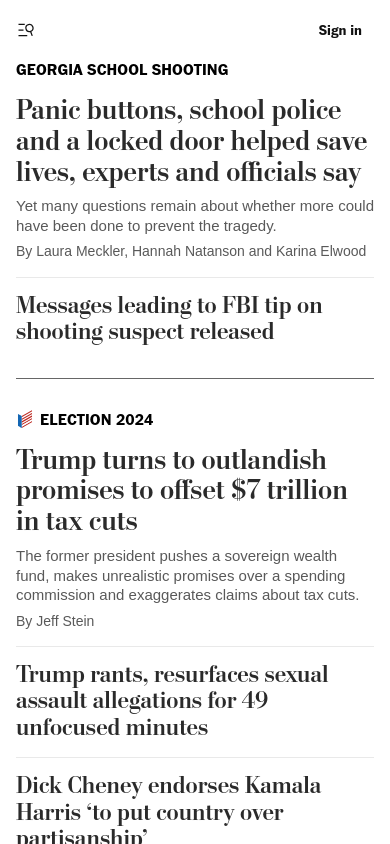 Sign in
GEORGIA SCHOOL SHOOTING
Panic buttons, school police
and a locked door helped save
lives, experts and officials say
Yet many questions remain about whether more could
have been done to prevent the tragedy.
By Laura Meckler, Hannah Natanson and Karina Elwood
Messages leading to FBI tip on
shooting suspect released
ELECTION 2024
Trump turns to outlandish
promises to offset $7 trillion
in tax cuts
The former president pushes a sovereign wealth
fund, makes unrealistic promises over a spending
commission and exaggerates claims about tax cuts.
By Jeff Stein
Trump rants, resurfaces sexual
assault allegations for 49
unfocused minutes
Dick Cheney endorses Kamala
Harris ‘to put country over
partisanship’